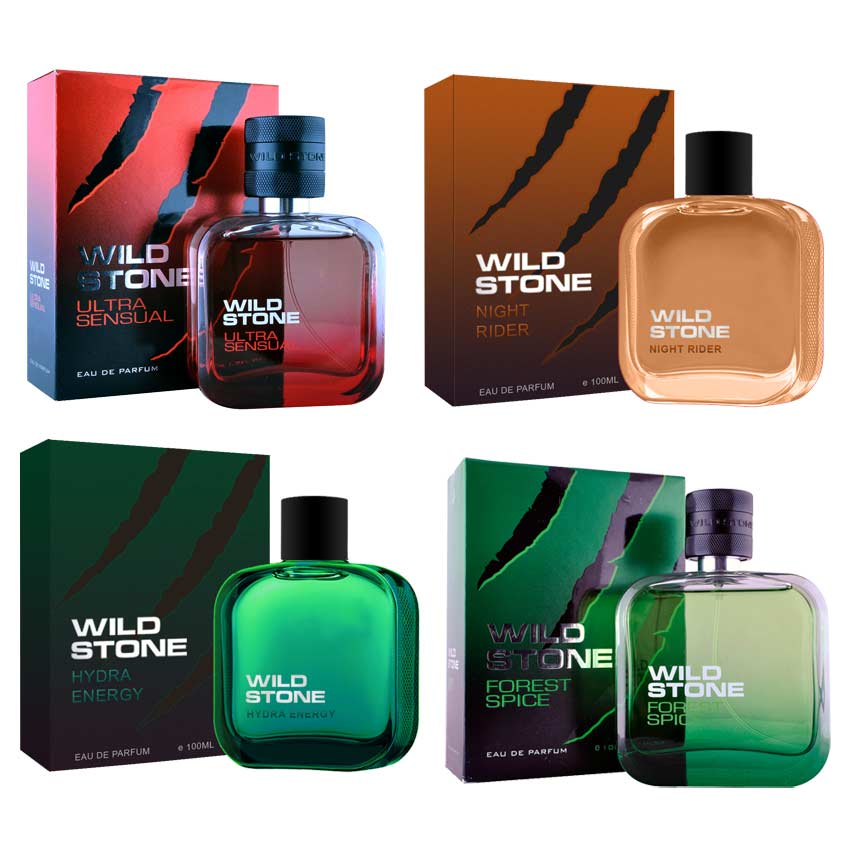 WILD
STONE
ULTRA
SENSUAL
EAU DE PARFUM
WILD STONE
ULTRA
SENSUAL
WILD STONE
WILD
STONE
ULTRA
SENSUAL
WILD
STONE
NIGHT
RIDER
EAU DE PARFUM
e 100ML
WILD
STONE
NIGHT RIDER
WILD
STONE
HYDRA
ENERGY
EAU DE PARFUM
e 100ML
WILD
STONE
HYDRA ENERGY
WILD
STONE
FOREST
SPICE
EAU DE PARFUM
WILD STONE
WILD
STONE
FOREST
SPICE